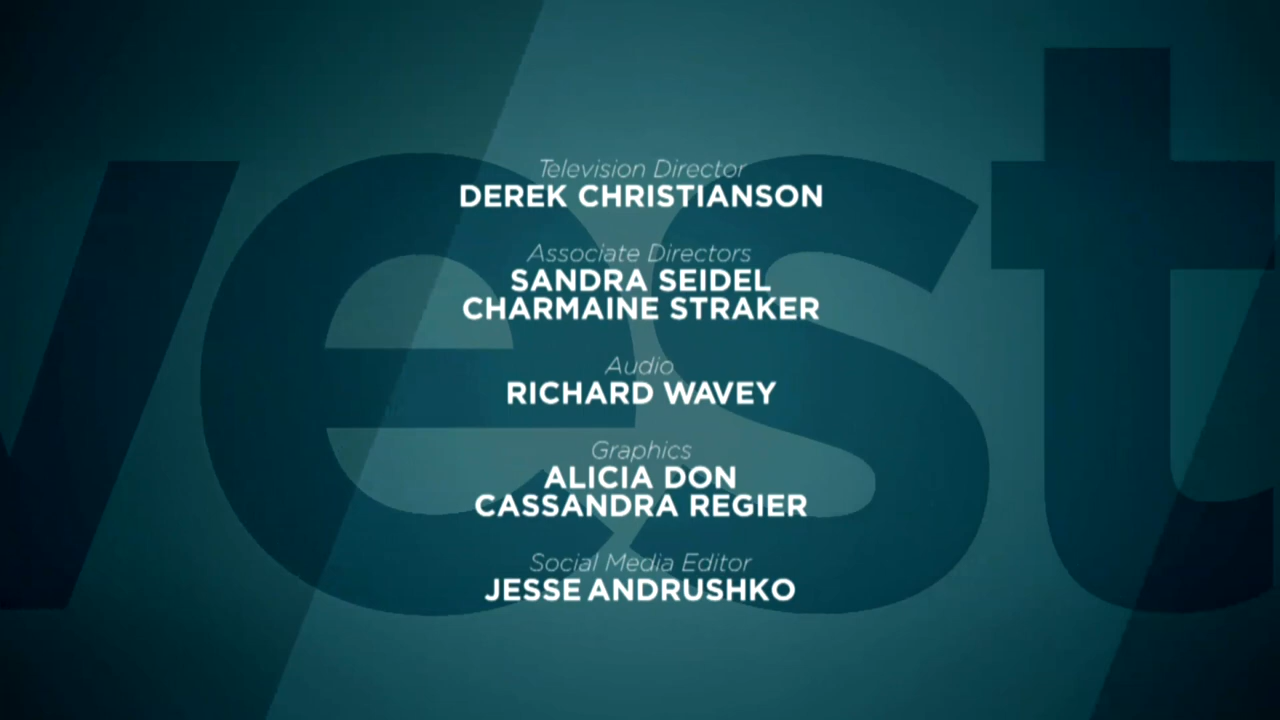 vest
Television Director
DEREK CHRISTIANSON
Associate Directors
SANDRA SEIDEL
CHARMAINE STRAKER
Audio
RICHARD WAVEY
Graphics
ALICIA DON
CASSANDRA REGIER
Social Media Editor
JESSE ANDRUSHKO